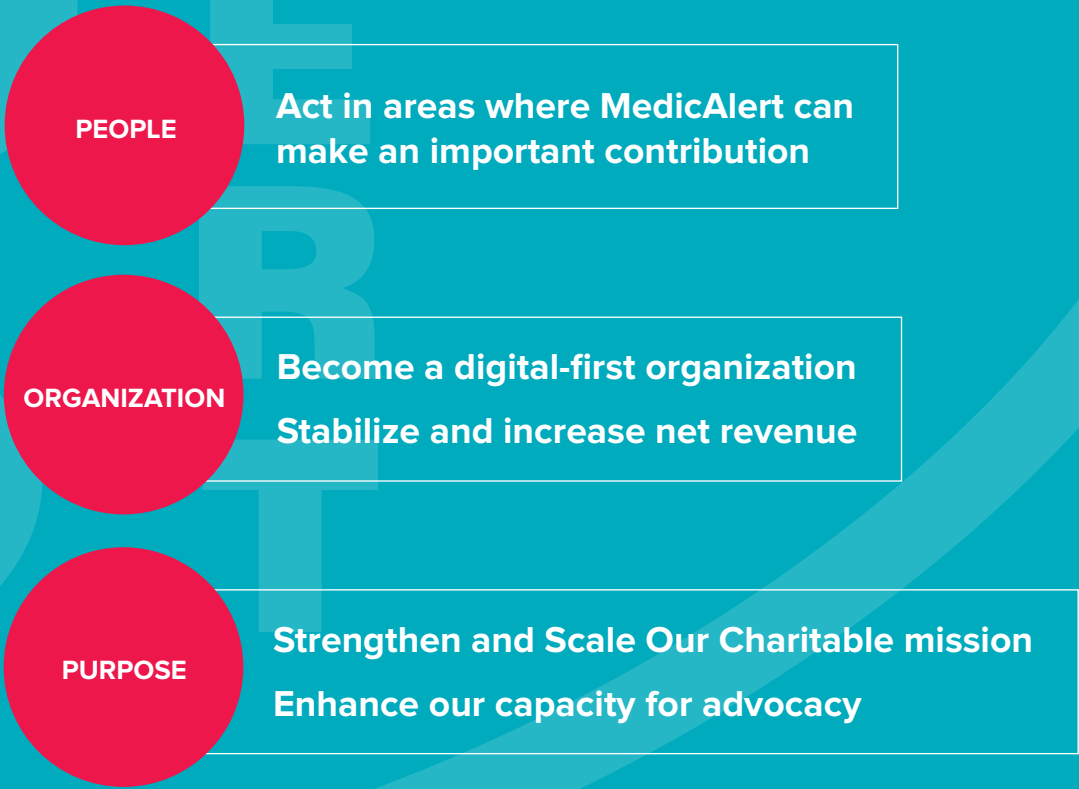 PEOPLE
Act in areas where MedicAlert can
make an important contribution
ORGANIZATION
Become a digital-first organization
Stabilize and increase net revenue
PURPOSE
Strengthen and Scale Our Charitable mission
Enhance our capacity for advocacy